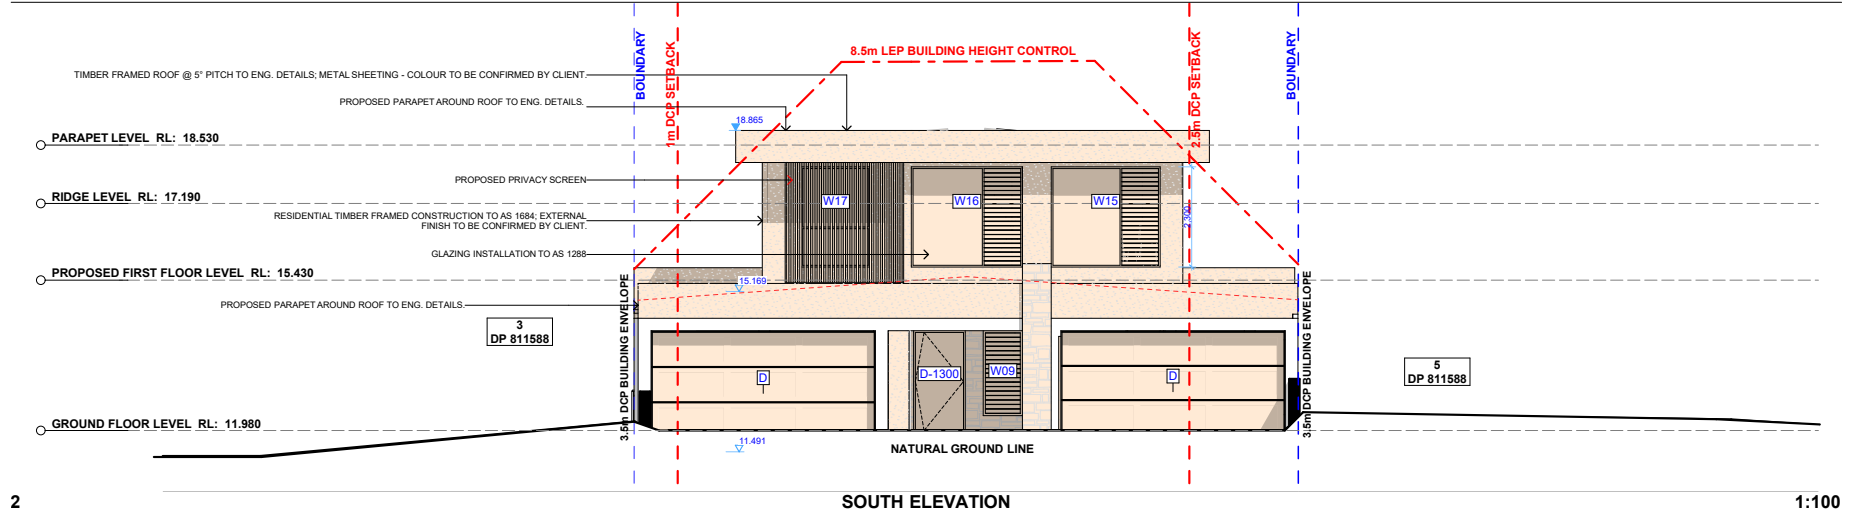 8.5m LEP BUILDING HEIGHT CONTROL
BOUNDARY
1m DCP SETBACK
2.5m DCP SETBACK
BOUNDARY
TIMBER FRAMED ROOF @ 5° PITCH TO ENG. DETAILS; METAL SHEETING - COLOUR TO BE CONFIRMED BY CLIENT.
PROPOSED PARAPET AROUND ROOF TO ENG. DETAILS.
18.865
PARAPET LEVEL RL: 18.530
PROPOSED PRIVACY SCREEN
RIDGE LEVEL RL: 17.190
W17
W16
W15
RESIDENTIAL TIMBER FRAMED CONSTRUCTION TO AS 1684; EXTERNAL
FINISH TO BE CONFIRMED BY CLIENT.
2,300
GLAZING INSTALLATION TO AS 1288
PROPOSED FIRST FLOOR LEVEL RL: 15.430
15.169
PROPOSED PARAPET AROUND ROOF TO ENG. DETAILS.
3
DP 811588
3.5m DCP BUILDING ENVELOPE
3.5m DCP BUILDING ENVELOPE
5
DP 811588
D
D-1300
W09
D
GROUND FLOOR LEVEL RL: 11.980
11.491
NATURAL GROUND LINE
2
SOUTH ELEVATION
1:100